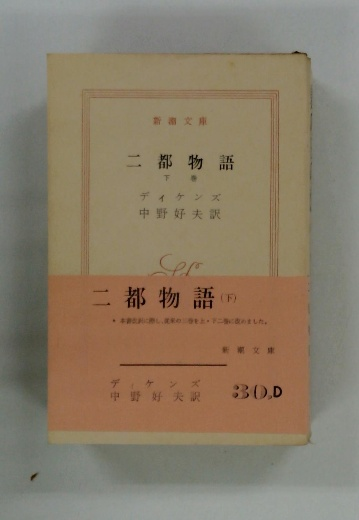 新潮文庫
二都物語
下巻
ディケンズ
中野好夫訳
二都物語(下)
新潮文庫
ディケンズ
中野好夫訳
30,D